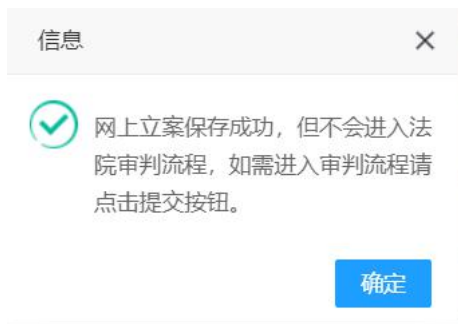 信息
网上立案保存成功，但不会进入法
院审判流程，如需进入审判流程请
点击提交按钮。
确定